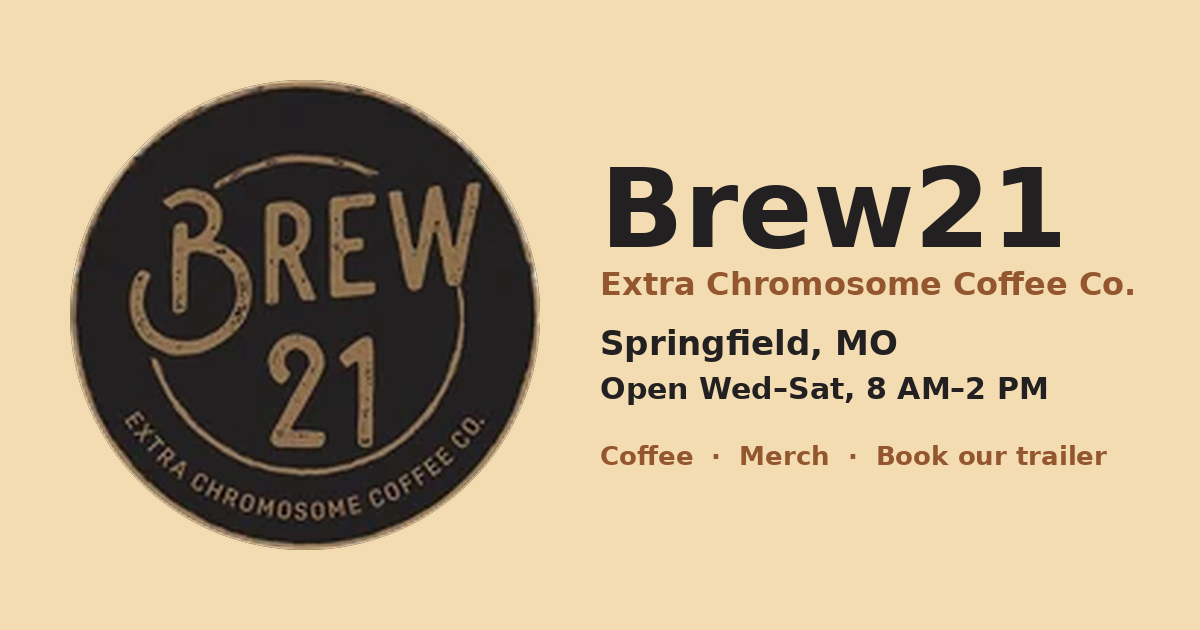 BREW
21
EXTRA CHROMOSOME COFFEE CO.
Brew21
Extra Chromosome Coffee Co.
Springfield, MO
Open Wed–Sat, 8 AM–2 PM
Coffee · Merch · Book our trailer